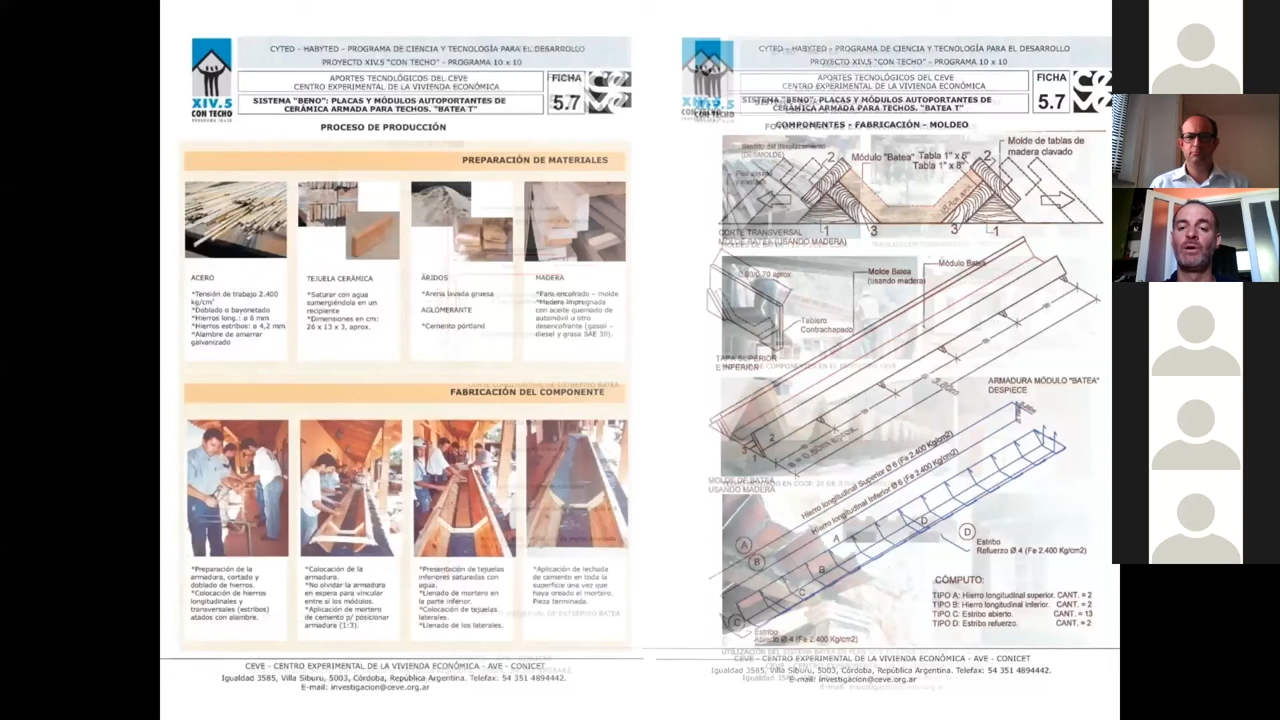 CYTED - HABYTED - PROGRAMA DE CIENCIA Y TECNOLOGÍA PARA EL DESARROLLO
PROYECTO XIV.5 "CON TECHO" - PROGRAMA 10 x 10
APORTES TECNOLÓGICOS DEL CEVE
CENTRO EXPERIMENTAL DE LA VIVIENDA ECONÓMICA
SISTEMA "BENO": PLACAS Y MÓDULOS AUTOPORTANTES DE
CERÁMICA ARMADA PARA TECHOS. "BATEA T"
FICHA
5.7
XIV.5
CON TECHO
PROCESO DE PRODUCCIÓN
PREPARACIÓN DE MATERIALES
ACERO
*Tensión de trabajo 2.400
kg/cm²
*Doblado o bayonetado
*Hierros long.: ø 6 mm
*Hierros estribos: ø 4,2 mm
*Alambre de amarrar
galvanizado
TEJUELA CERÁMICA
*Saturar con agua
sumergiéndola en un
recipiente
*Dimensiones en cm:
26 x 13 x 3, aprox.
ÁRIDOS
*Arena lavada gruesa
AGLOMERANTE
*Cemento pórtland
MADERA
*Para encofrado - molde
*Madera impregnada
con aceite quemado de
automóvil u otro
desencofrante (gasoil -
diesel y grasa SAE 30).
FABRICACIÓN DEL COMPONENTE
*Preparación de la
armadura, cortado y
doblado de hierros.
*Colocación de hierros
longitudinales y
transversales (estribos)
atados con alambre.
*Colocación de la
armadura.
*No olvidar la armadura
en espera para vincular
entre sí los módulos.
*Aplicación de mortero
de cemento p/ posicionar
armadura (1:3).
*Presentación de tejuelas
inferiores saturadas con
agua.
*Llenado de mortero en
la parte inferior.
*Colocación de tejuelas
laterales.
*Llenado de los laterales.
*Aplicación de lechada
de cemento en toda la
superficie una vez que
haya oreado el mortero.
Pieza terminada.
CEVE - CENTRO EXPERIMENTAL DE LA VIVIENDA ECONÓMICA - AVE - CONICET
Igualdad 3585, Villa Siburu, 5003, Córdoba, República Argentina. Telefax: 54 351 4894442.
E-mail: investigacion@ceve.org.ar
CYTED - HABYTED - PROGRAMA DE CIENCIA Y TECNOLOGÍA PARA EL DESARROLLO
PROYECTO XIV.5 "CON TECHO" - PROGRAMA 10 x 10
APORTES TECNOLÓGICOS DEL CEVE
CENTRO EXPERIMENTAL DE LA VIVIENDA ECONÓMICA
SISTEMA "BENO": PLACAS Y MÓDULOS AUTOPORTANTES DE
CERÁMICA ARMADA PARA TECHOS. "BATEA T"
FICHA
5.7
XIV.5
CON TECHO
COMPONENTES - FABRICACIÓN - MOLDEO
Módulo "Batea"
Tabla 1" x 8"
Tabla 1" x 8"
Molde de tablas de
madera clavado
2
2
1
3
3
1
CORTE TRANSVERSAL
MOLDE BATEA (USANDO MADERA)
0.60/0.70 aprox.
Molde Batea
(usando madera)
Módulo Batea
Tablero
Contrachapado
TAPA SUPERIOR
E INFERIOR
ARMADURA MÓDULO "BATEA"
DESPIECE
MOLDE DE BATEA
USANDO MADERA
Hierro longitudinal Superior Ø 6 (Fe 2.400 Kg/cm2)
Hierro longitudinal Inferior Ø 6 (Fe 2.400 Kg/cm2)
A
B
C
D
Estribo
Refuerzo Ø 4 (Fe 2.400 Kg/cm2)
CÓMPUTO:
TIPO A: Hierro longitudinal superior. CANT. = 2
TIPO B: Hierro longitudinal inferior. CANT. = 2
TIPO C: Estribo abierto. CANT. = 13
TIPO D: Estribo refuerzo. CANT. = 2
Estribo
Abierto Ø 4 (Fe 2.400 Kg/cm2)
CEVE - CENTRO EXPERIMENTAL DE LA VIVIENDA ECONÓMICA - AVE - CONICET
Igualdad 3585, Villa Siburu, 5003, Córdoba, República Argentina. Telefax: 54 351 4894442.
E-mail: investigacion@ceve.org.ar